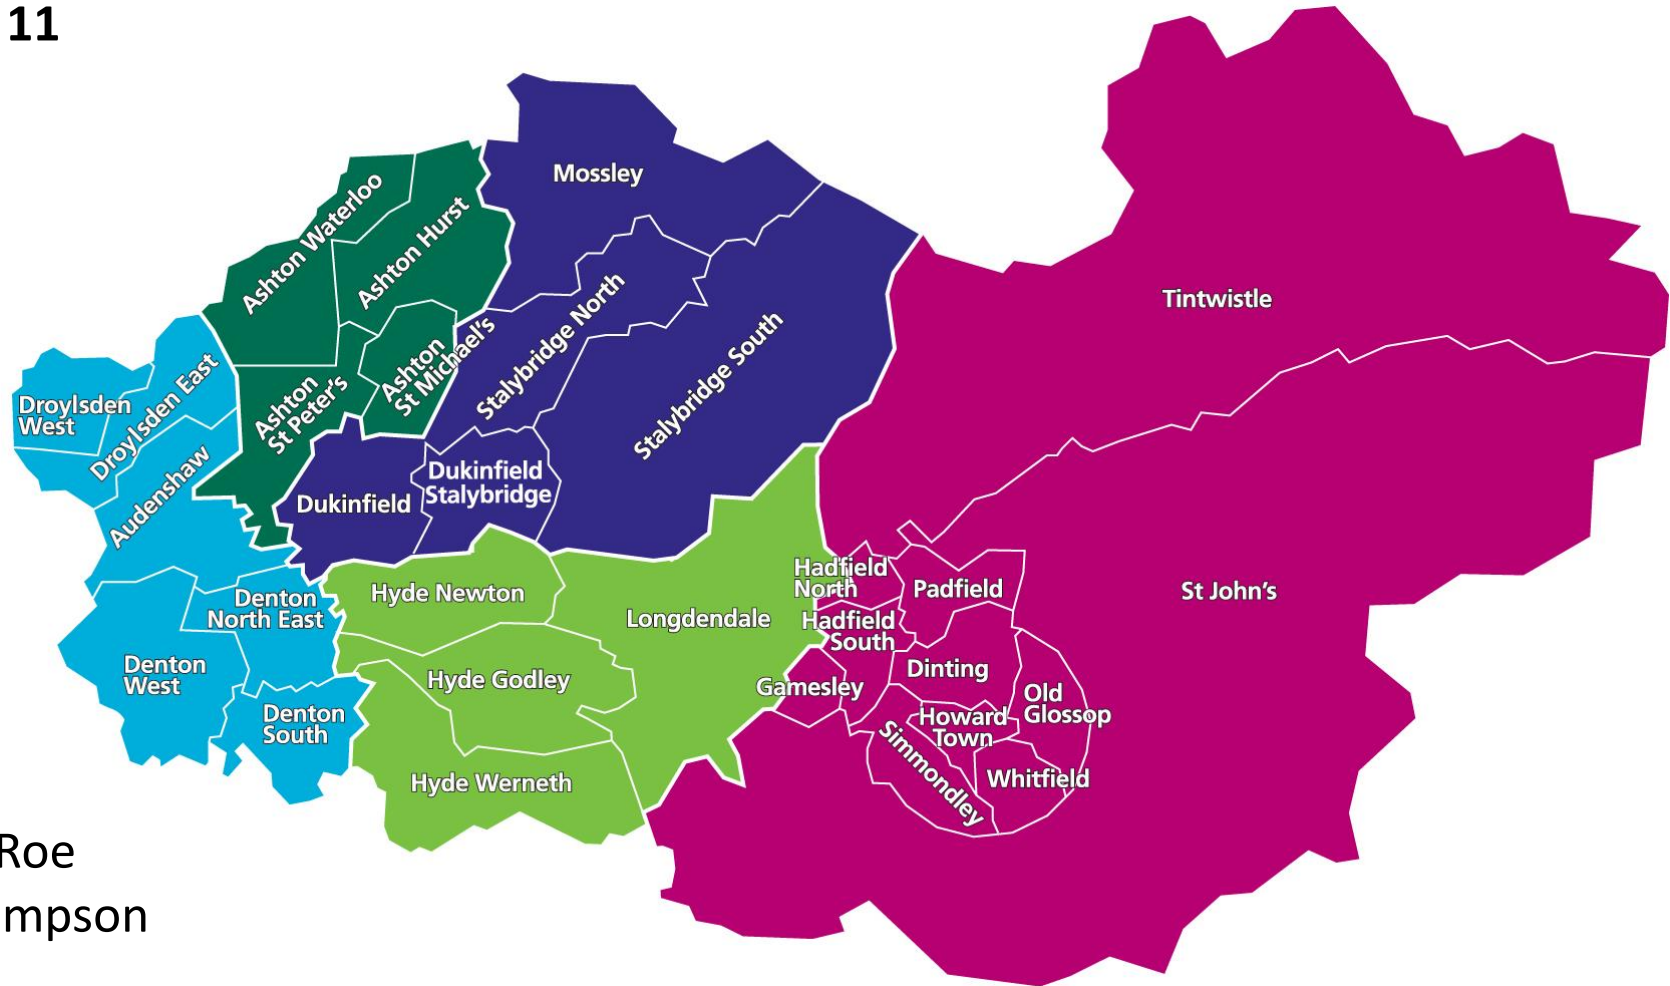 11
Mossley
Ashton Waterloo
Ashton Hurst
Tintwistle
Stalybridge North
Ashton
St Michael's
Stalybridge South
Droylsden
West
Droylsden East
Ashton
St Peter's
Audenshaw
Dukinfield
Dukinfield
Stalybridge
Hadfield
North
Padfield
St John's
Hyde Newton
Denton
North East
Longdendale
Hadfield
South
Denton
West
Hyde Godley
Gamesley
Dinting
Old
Glossop
Denton
South
Howard
Town
Simmondley
Whitfield
Hyde Werneth
Roe
mpson